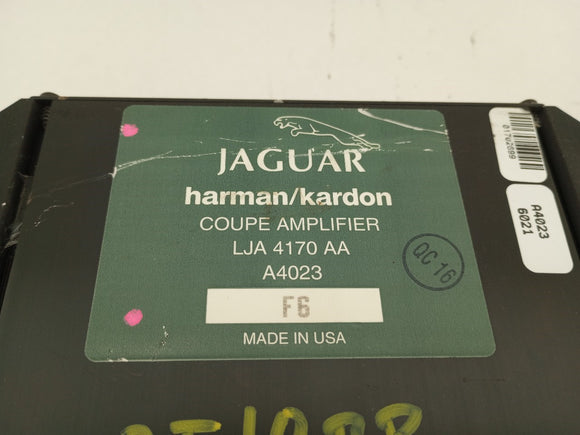 JAGUAR
harman/kardon
COUPE AMPLIFIER
LJA 4170 AA
A4023
F6
MADE IN USA
QC 16
A4023
6021